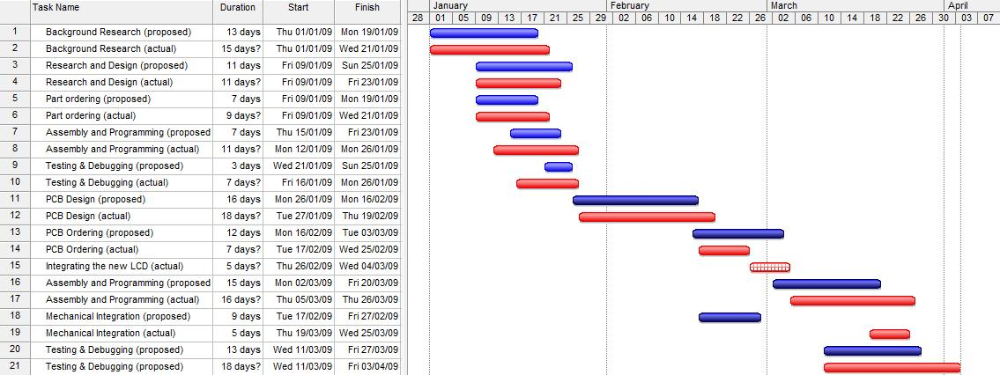 Task Name Duration Start Finish January February March April
28 01 05 09 13 17 21 25 29 02 06 10 14 18 22 26 02 06 10 14 18 22 26 30 03 07
1 Background Research (proposed) 13 days Thu 01/01/09 Mon 19/01/09
2 Background Research (actual) 15 days? Thu 01/01/09 Wed 21/01/09
3 Research and Design (proposed) 11 days Fri 09/01/09 Sun 25/01/09
4 Research and Design (actual) 11 days? Fri 09/01/09 Fri 23/01/09
5 Part ordering (proposed) 7 days Fri 09/01/09 Mon 19/01/09
6 Part ordering (actual) 9 days? Fri 09/01/09 Wed 21/01/09
7 Assembly and Programming (proposed 7 days Thu 15/01/09 Fri 23/01/09
8 Assembly and Programming (actual) 11 days? Mon 12/01/09 Mon 26/01/09
9 Testing & Debugging (proposed) 3 days Wed 21/01/09 Sun 25/01/09
10 Testing & Debugging (actual) 7 days? Fri 16/01/09 Mon 26/01/09
11 PCB Design (proposed) 16 days Mon 26/01/09 Mon 16/02/09
12 PCB Design (actual) 18 days? Tue 27/01/09 Thu 19/02/09
13 PCB Ordering (proposed) 12 days Mon 16/02/09 Tue 03/03/09
14 PCB Ordering (actual) 7 days? Tue 17/02/09 Wed 25/02/09
15 Integrating the new LCD (actual) 5 days? Thu 26/02/09 Wed 04/03/09
16 Assembly and Programming (proposed 15 days Mon 02/03/09 Fri 20/03/09
17 Assembly and Programming (actual) 16 days? Thu 05/03/09 Thu 26/03/09
18 Mechanical Integration (proposed) 9 days Tue 17/02/09 Fri 27/02/09
19 Mechanical Integration (actual) 5 days Thu 19/03/09 Wed 25/03/09
20 Testing & Debugging (proposed) 13 days Wed 11/03/09 Fri 27/03/09
21 Testing & Debugging (proposed) 18 days? Wed 11/03/09 Fri 03/04/09